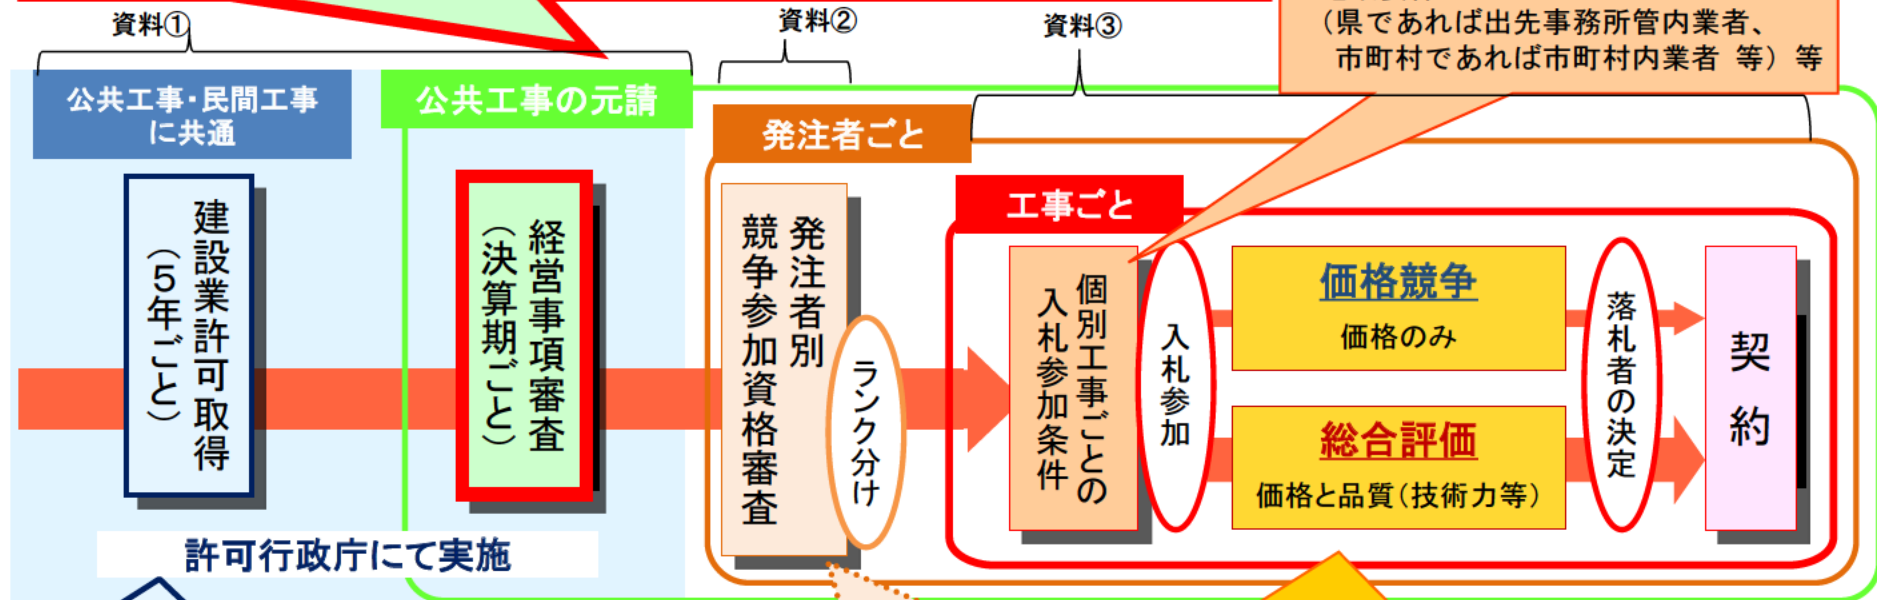 資料①
資料②
資料③
（県であれば出先事務所管内業者、
市町村であれば市町村内業者 等）等
公共工事・民間工事
に共通
公共工事の元請
発注者ごと
工事ごと
建設業許可取得
（５年ごと）
経営事項審査
（決算期ごと）
発注者別
競争参加資格審査
ランク分け
個別工事ごとの
入札参加条件
入札参加
価格競争
価格のみ
総合評価
価格と品質（技術力等）
落札者の決定
契約
許可行政庁にて実施